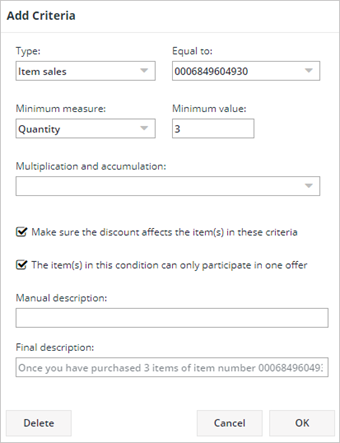 Add Criteria
Type: Equal to:
Item sales 0006849604930
Minimum measure: Minimum value:
Quantity 3
Multiplication and accumulation:
Make sure the discount affects the item(s) in these criteria
The item(s) in this condition can only participate in one offer
Manual description:
Final description:
Once you have purchased 3 items of item number 000684960493
Delete Cancel OK